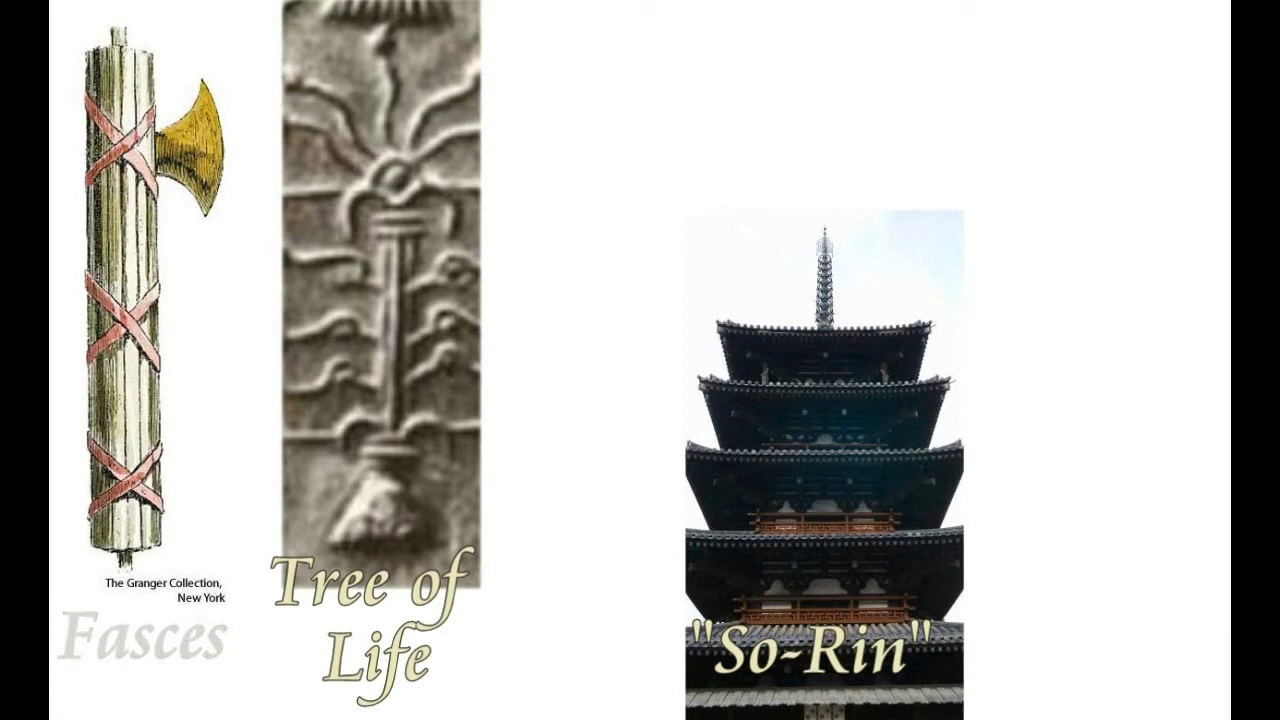 The Granger Collection,
New York
Fasces
Tree of
Life
"So-Rin"